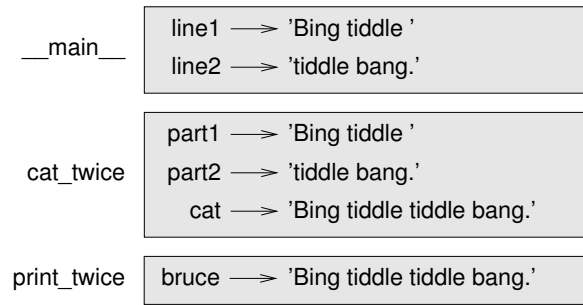 __main__
line1 → ’Bing tiddle ’
line2 → ’tiddle bang.’
cat_twice
part1 → ’Bing tiddle ’
part2 → ’tiddle bang.’
cat → ’Bing tiddle tiddle bang.’
print_twice
bruce → ’Bing tiddle tiddle bang.’